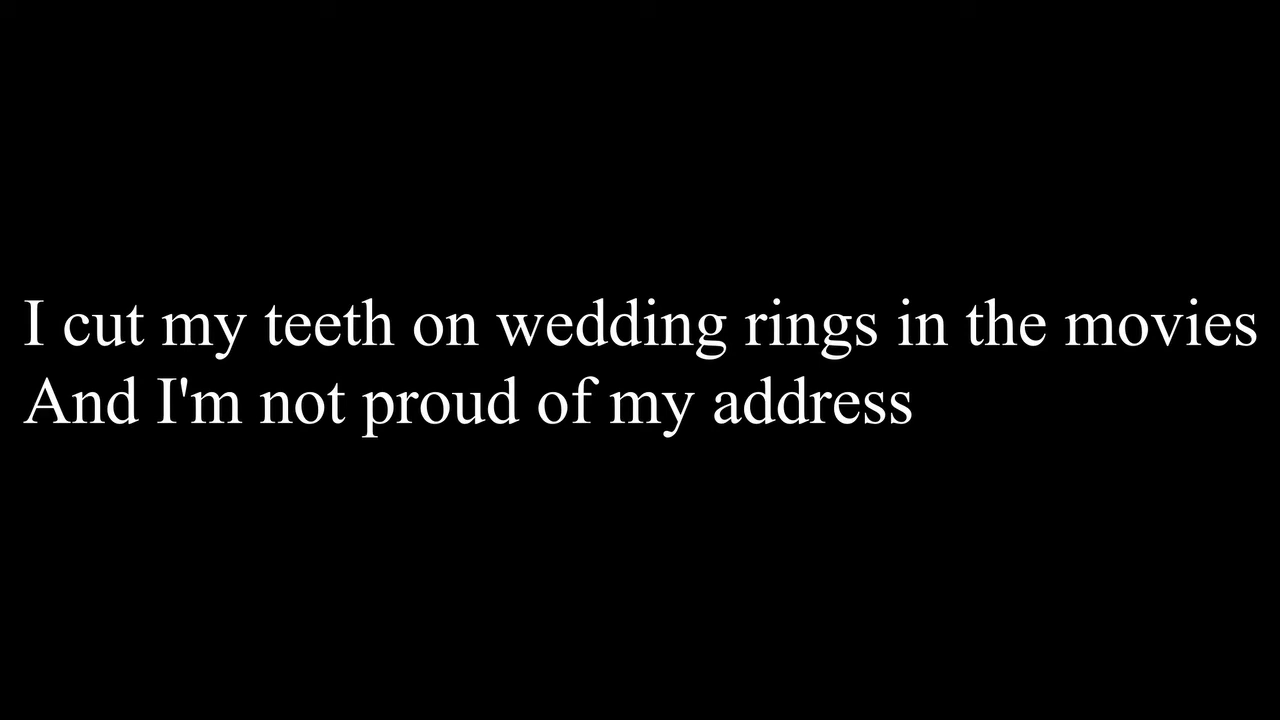 I cut my teeth on wedding rings in the movies
And I'm not proud of my address